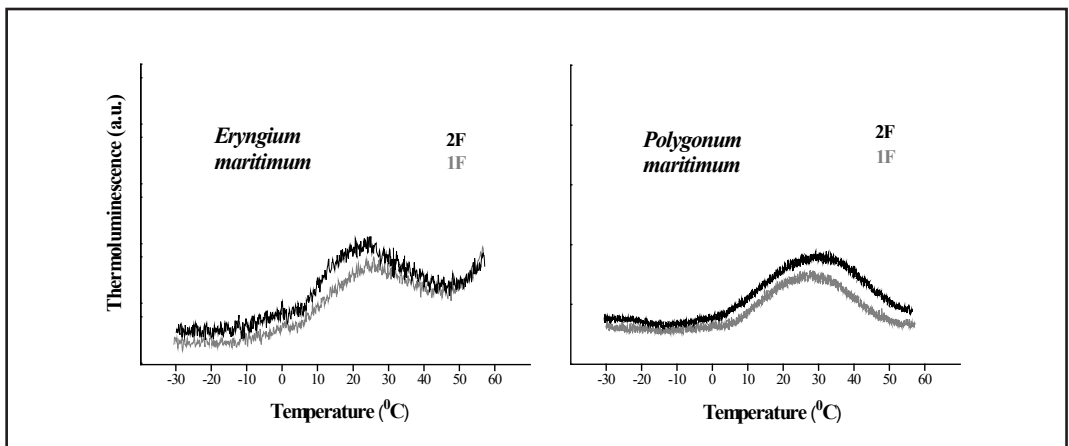 Thermoluminescence (a.u.)
Eryngium
maritimum
2F
1F
-30 -20 -10 0 10 20 30 40 50 60
Temperature (⁰C)
Polygonum
maritimum
2F
1F
-30 -20 -10 0 10 20 30 40 50 60
Temperature (⁰C)